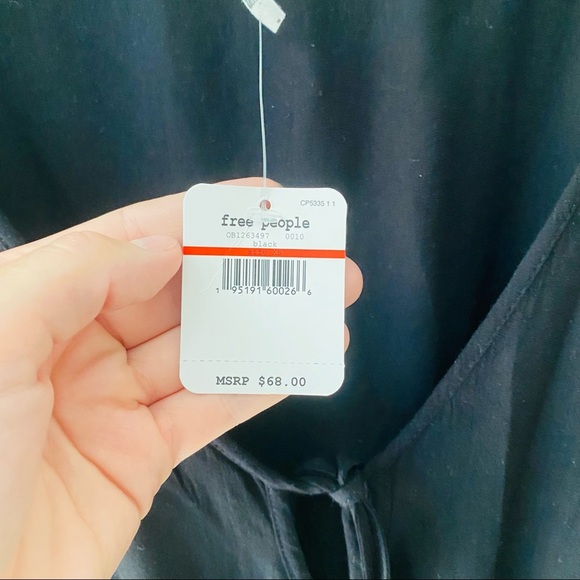 CP5335 1 1
free people
OB1263497 0010
black
1 95191 60026 6
MSRP $68.00